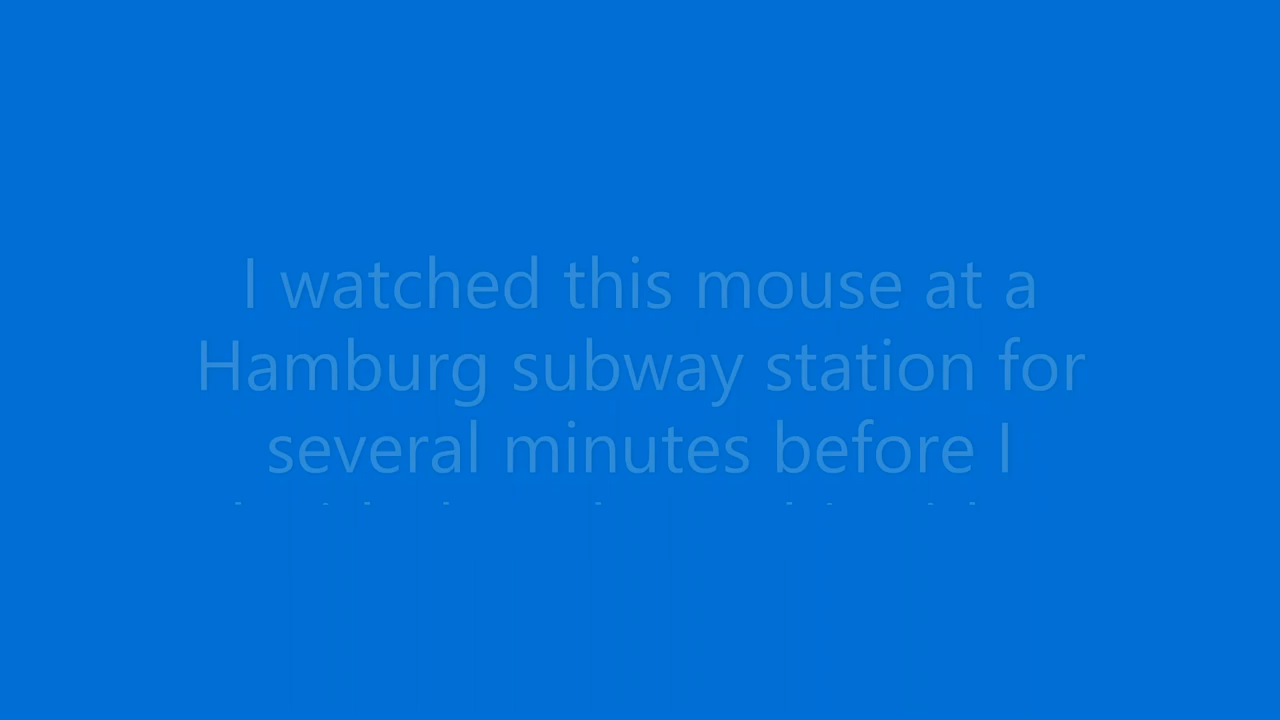 I watched this mouse at a
Hamburg subway station for
several minutes before I